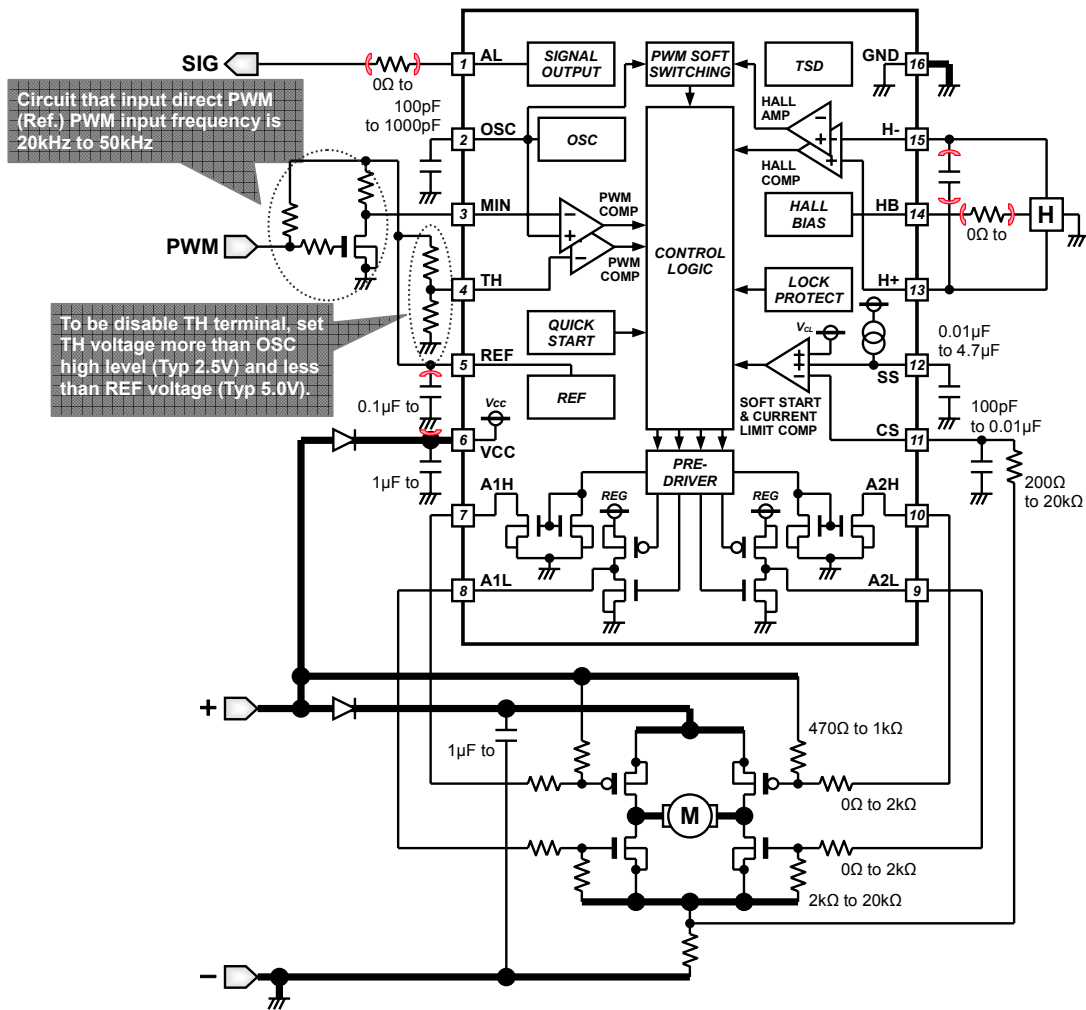 SIG
0Ω to
1
AL
SIGNAL
OUTPUT
PWM SOFT
SWITCHING
TSD
GND
16
Circuit that input direct PWM
(Ref.) PWM input frequency is
20kHz to 50kHz
100pF
to 1000pF
2
OSC
OSC
HALL
AMP
H-
15
HALL
COMP
3
MIN
PWM
COMP
PWM
COMP
HALL
BIAS
HB
14
0Ω to
H
PWM
CONTROL
LOGIC
4
TH
LOCK
PROTECT
H+
13
To be disable TH terminal, set
TH voltage more than OSC
high level (Typ 2.5V) and less
than REF voltage (Typ 5.0V).
QUICK
START
VCL
0.01µF
to 4.7µF
5
REF
REF
SS
12
0.1µF to
SOFT START
& CURRENT
LIMIT COMP
100pF
to 0.01µF
6
VCC
Vcc
CS
11
1µF to
PRE-
DRIVER
200Ω
to 20kΩ
7
A1H
REG
REG
A2H
10
8
A1L
A2L
9
+
1µF to
470Ω to 1kΩ
0Ω to 2kΩ
M
0Ω to 2kΩ
2kΩ to 20kΩ
−